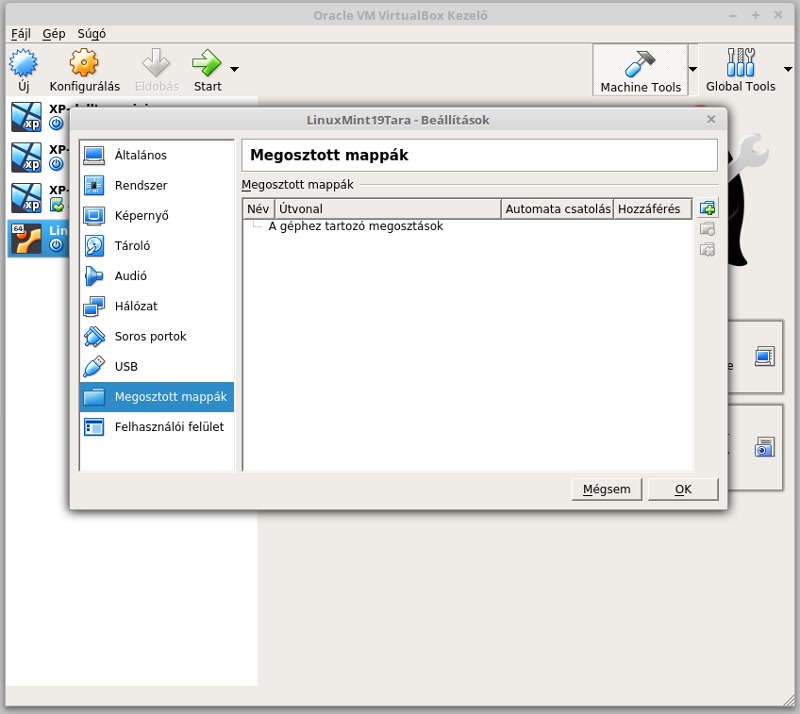 Oracle VM VirtualBox Kezelő
Fájl Gép Súgó
Új Konfigurálás Eldobás Start Machine Tools Global Tools
XP-
XP-
XP-
64
Lin
LinuxMint19Tara - Beállítások
Általános
Rendszer
Képernyő
Tároló
Audió
Hálózat
Soros portok
USB
Megosztott mappák
Felhasználói felület
Megosztott mappák
Megosztott mappák
Név Útvonal Automata csatolás Hozzáférés
A géphez tartozó megosztások
e
Mégsem OK